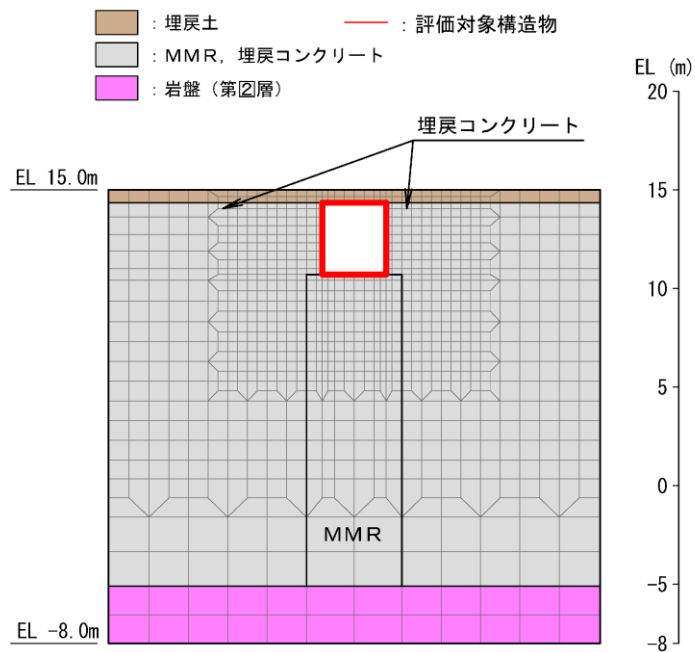 ：埋戻土
：評価対象構造物
：ＭＭＲ，埋戻コンクリート
：岩盤（第②層）
EL (m)
20
埋戻コンクリート
EL 15.0m
15
10
5
0
ＭＭＲ
-5
EL -8.0m
-8